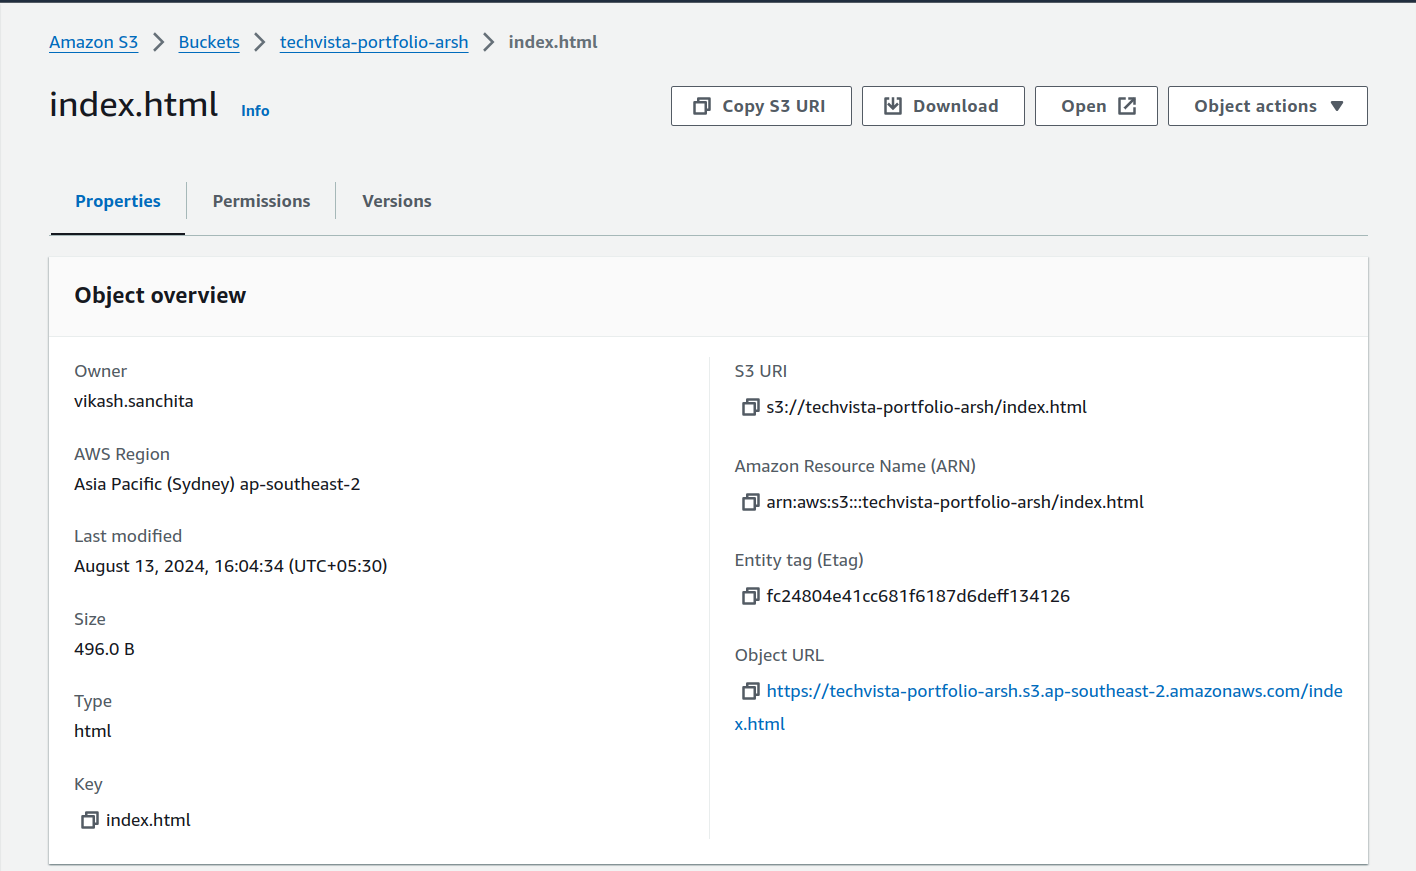 Amazon S3 Buckets techvista-portfolio-arsh index.html
index.html Info
Copy S3 URI Download Open Object actions
Properties Permissions Versions
Object overview
Owner
vikash.sanchita
AWS Region
Asia Pacific (Sydney) ap-southeast-2
Last modified
August 13, 2024, 16:04:34 (UTC+05:30)
Size
496.0 B
Type
html
Key
index.html
S3 URI
s3://techvista-portfolio-arsh/index.html
Amazon Resource Name (ARN)
arn:aws:s3:::techvista-portfolio-arsh/index.html
Entity tag (Etag)
fc24804e41cc681f6187d6deff134126
Object URL
https://techvista-portfolio-arsh.s3.ap-southeast-2.amazonaws.com/inde
x.html